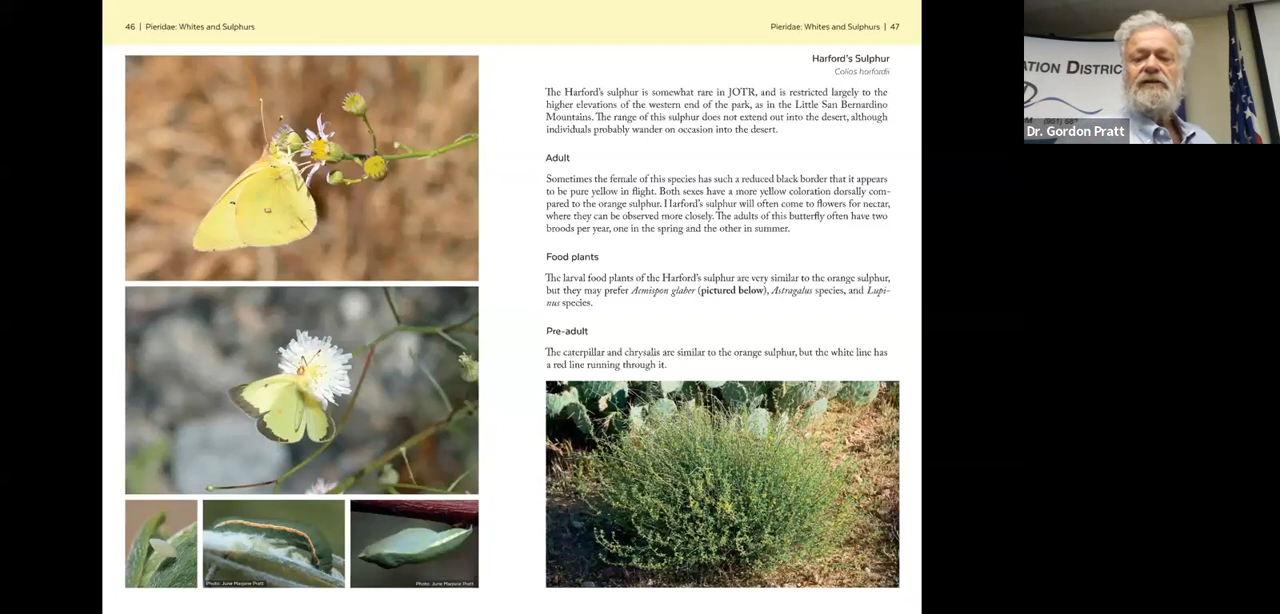 46 | Pieridae: Whites and Sulphurs
Pieridae: Whites and Sulphurs | 47
Harford's Sulphur
Colias harfordii
The Harford's sulphur is somewhat rare in JOTR, and is restricted largely to the
higher elevations of the western end of the park, as in the Little San Bernardino
Mountains. The range of this sulphur does not extend out into the desert, although
individuals probably wander on occasion into the desert.
Adult
Sometimes the female of this species has such a reduced black border that it appears
to be pure yellow in flight. Both sexes have a more yellow coloration dorsally com-
pared to the orange sulphur. Harford's sulphur will often come to flowers for nectar,
where they can be observed more closely. The adults of this butterfly often have two
broods per year, one in the spring and the other in summer.
Food plants
The larval food plants of the Harford's sulphur are very similar to the orange sulphur,
but they may prefer Acmispon glaber (pictured below), Astragalus species, and Lupi-
nus species.
Pre-adult
The caterpillar and chrysalis are similar to the orange sulphur, but the white line has
a red line running through it.
Photo: June Marjorie Pratt
Photo: June Marjorie Pratt
ATION DISTRIC
Dr. Gordon Pratt